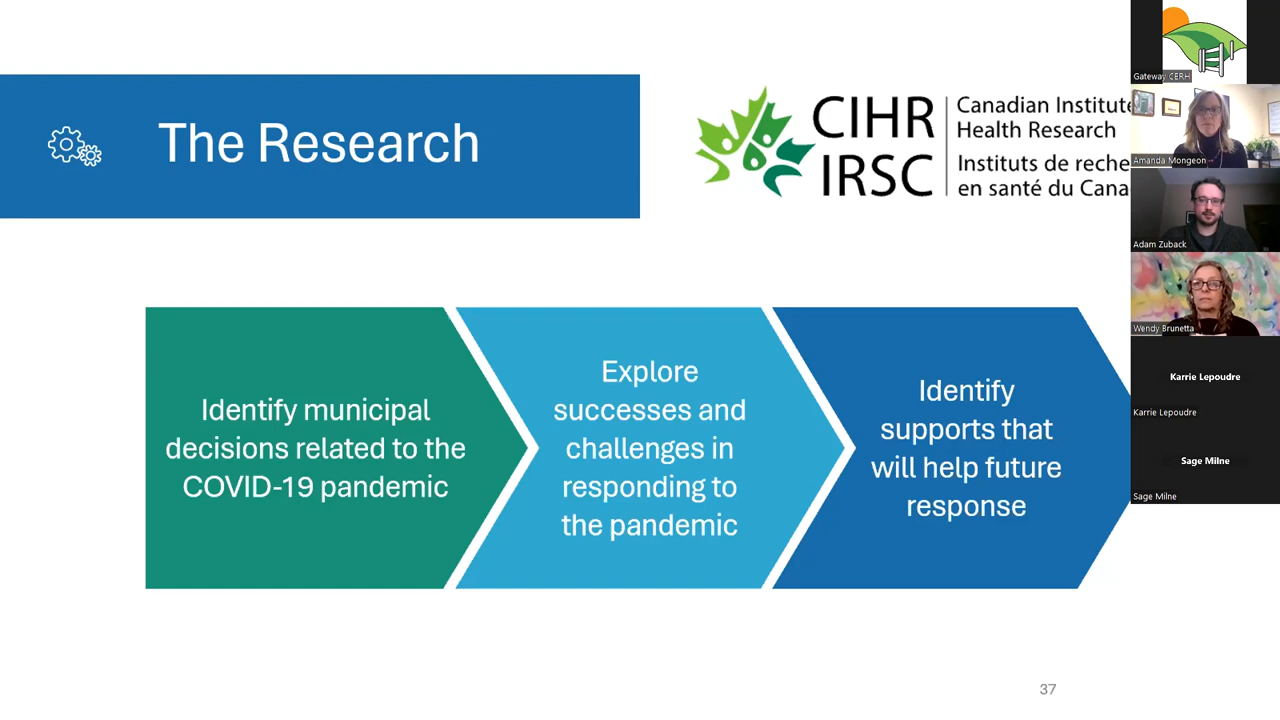 The Research
CIHR
IRSC
Canadian Institute
Health Research
Instituts de reche
en santé du Cana
Identify municipal
decisions related to the
COVID-19 pandemic
Explore
successes and
challenges in
responding to
the pandemic
Identify
supports that
will help future
response
37
Gateway CERH
Amanda Mongeon
Adam Zuback
Wendy Brunetta
Karrie Lepoudre
Karrie Lepoudre
Sage Milne
Sage Milne